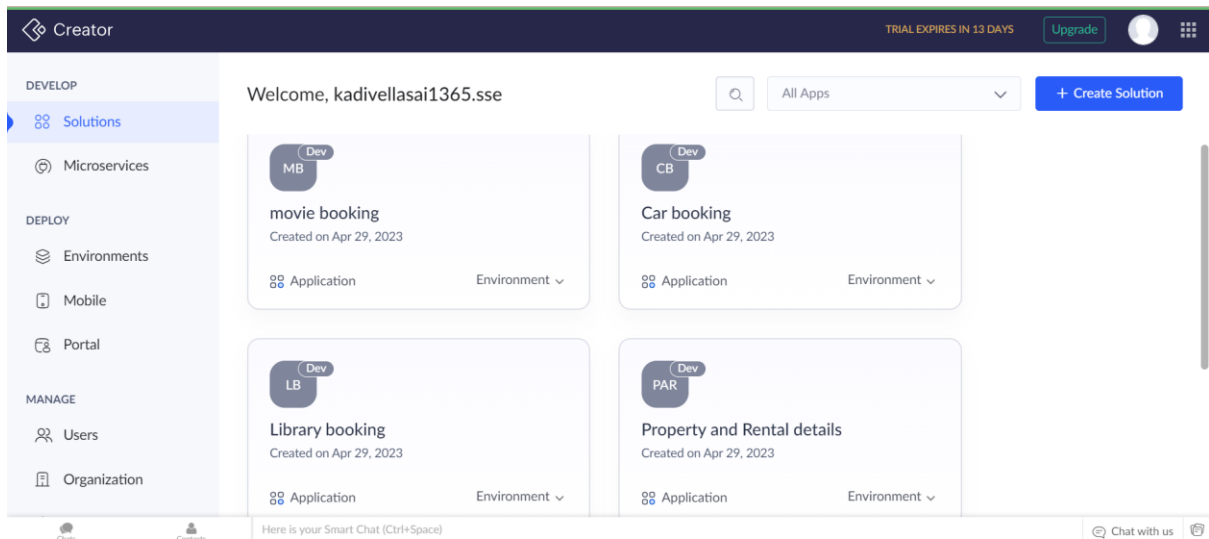 Creator
TRIAL EXPIRES IN 13 DAYS
Upgrade
DEVELOP
Solutions
Microservices
DEPLOY
Environments
Mobile
Portal
MANAGE
Users
Organization
Welcome, kadivellasai1365.sse
All Apps
+ Create Solution
Dev
MB
movie booking
Created on Apr 29, 2023
Application
Environment
Dev
CB
Car booking
Created on Apr 29, 2023
Application
Environment
Dev
LB
Library booking
Created on Apr 29, 2023
Application
Environment
Dev
PAR
Property and Rental details
Created on Apr 29, 2023
Application
Environment
Here is your Smart Chat (Ctrl+Space)
Chat with us